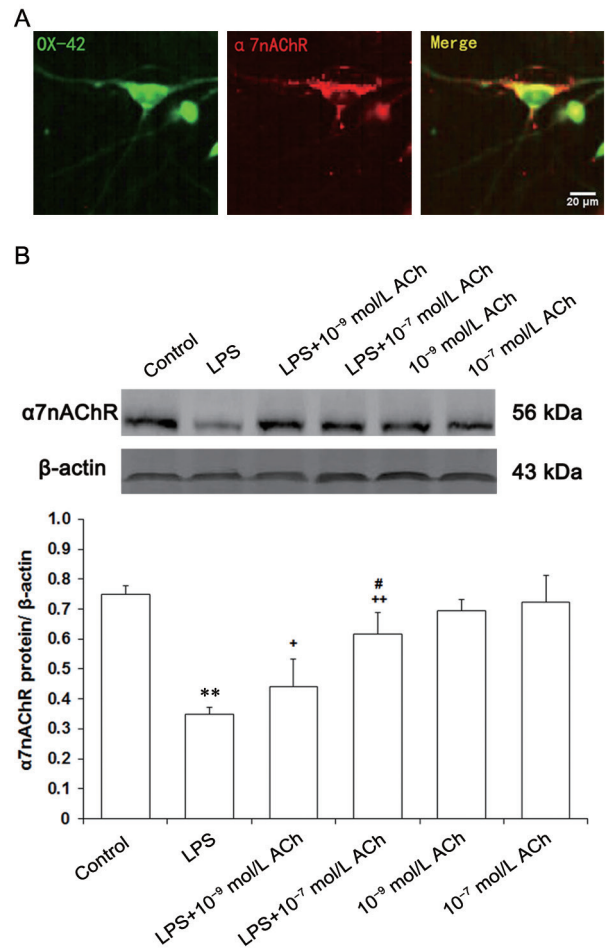 A
OX-42
α 7nAChR
Merge
20 μm
B
Control
LPS
LPS+10⁻⁹ mol/L ACh
LPS+10⁻⁷ mol/L ACh
10⁻⁹ mol/L ACh
10⁻⁷ mol/L ACh
α7nAChR
56 kDa
β-actin
43 kDa
α7nAChR protein/ β-actin
1.0
0.9
0.8
0.7
0.6
0.5
0.4
0.3
0.2
0.1
0
**
+
#
++
Control
LPS
LPS+10⁻⁹ mol/L ACh
LPS+10⁻⁷ mol/L ACh
10⁻⁹ mol/L ACh
10⁻⁷ mol/L ACh